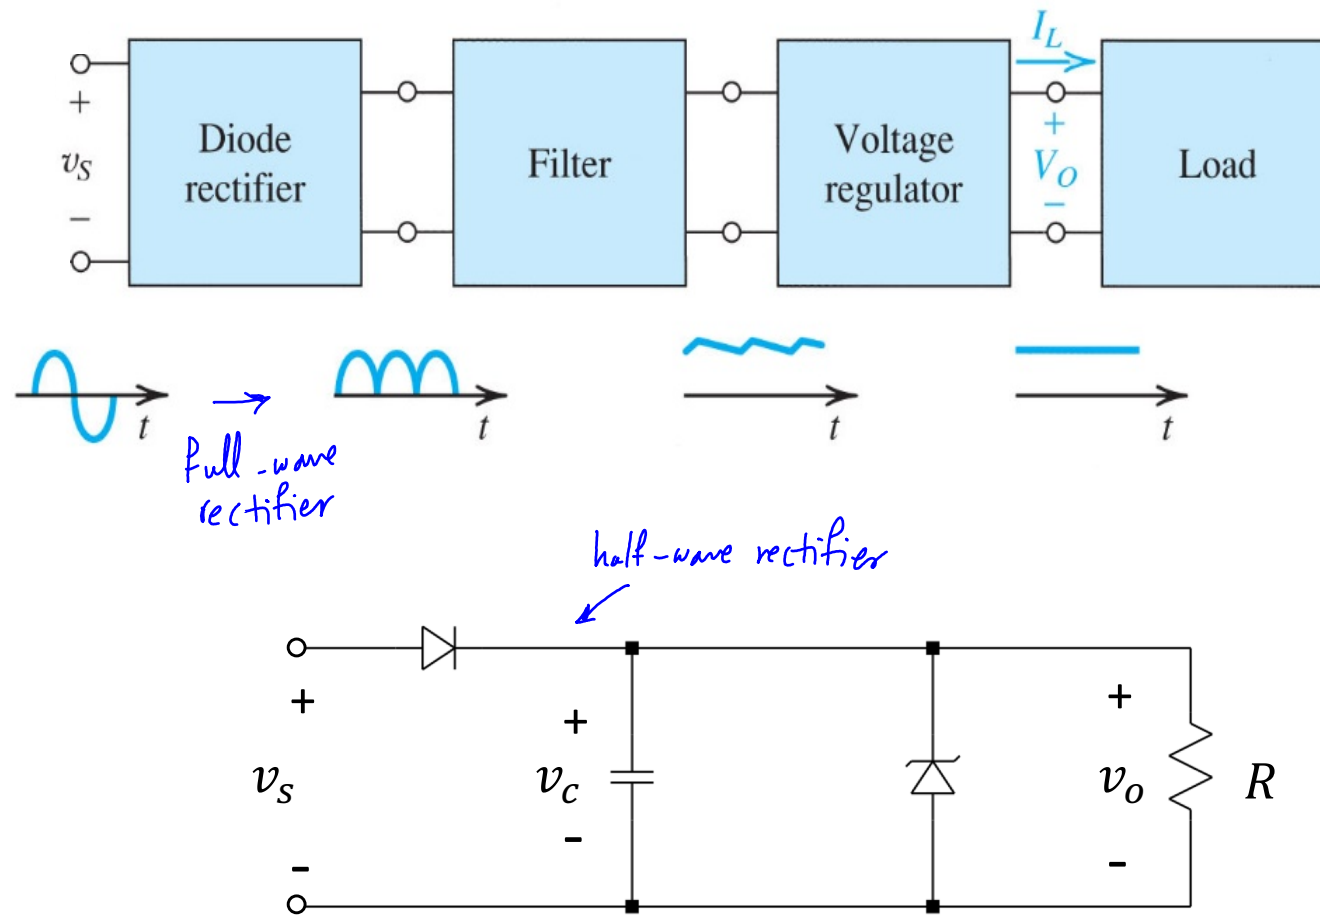 I_L
+
v_S
−
Diode
rectifier
Filter
Voltage
regulator
+
V_O
−
Load
t
t
t
t
Full-wave
rectifier
half-wave rectifier
+
v_s
-
+
v_c
-
+
v_o
-
R